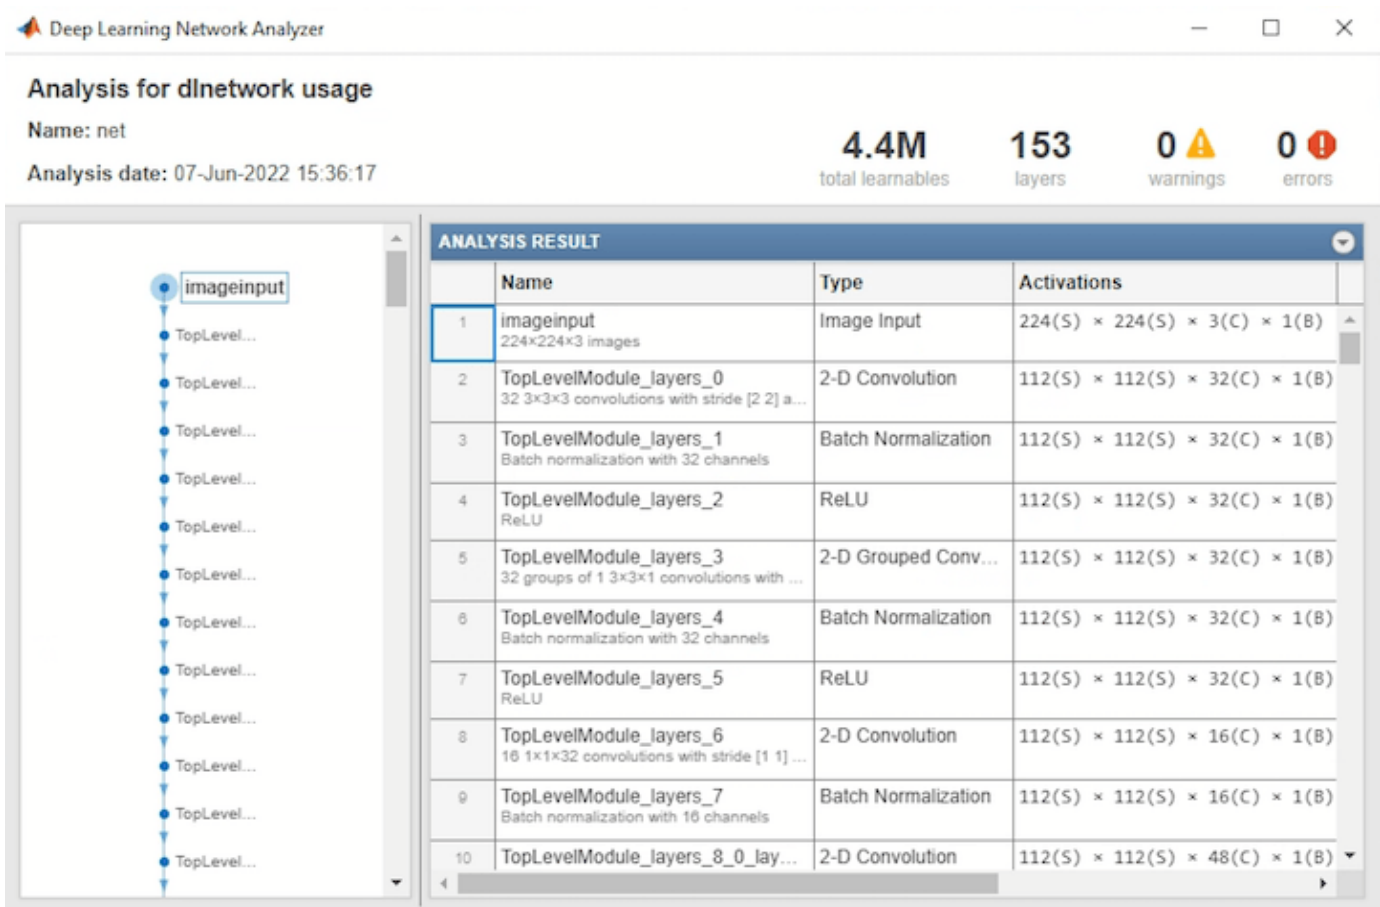 Deep Learning Network Analyzer
Analysis for dlnetwork usage
Name: net
Analysis date: 07-Jun-2022 15:36:17
4.4M 153 0 0
total learnables layers warnings errors
imageinput
TopLevel...
TopLevel...
TopLevel...
TopLevel...
TopLevel...
TopLevel...
TopLevel...
TopLevel...
TopLevel...
TopLevel...
TopLevel...
TopLevel...
ANALYSIS RESULT
Name Type Activations
1 imageinput Image Input 224(S) × 224(S) × 3(C) × 1(B)
224×224×3 images
2 TopLevelModule_layers_0 2-D Convolution 112(S) × 112(S) × 32(C) × 1(B)
32 3×3×3 convolutions with stride [2 2] a...
3 TopLevelModule_layers_1 Batch Normalization 112(S) × 112(S) × 32(C) × 1(B)
Batch normalization with 32 channels
4 TopLevelModule_layers_2 ReLU 112(S) × 112(S) × 32(C) × 1(B)
ReLU
5 TopLevelModule_layers_3 2-D Grouped Conv... 112(S) × 112(S) × 32(C) × 1(B)
32 groups of 1 3×3×1 convolutions with ...
6 TopLevelModule_layers_4 Batch Normalization 112(S) × 112(S) × 32(C) × 1(B)
Batch normalization with 32 channels
7 TopLevelModule_layers_5 ReLU 112(S) × 112(S) × 32(C) × 1(B)
ReLU
8 TopLevelModule_layers_6 2-D Convolution 112(S) × 112(S) × 16(C) × 1(B)
16 1×1×32 convolutions with stride [1 1] ...
9 TopLevelModule_layers_7 Batch Normalization 112(S) × 112(S) × 16(C) × 1(B)
Batch normalization with 16 channels
10 TopLevelModule_layers_8_0_lay... 2-D Convolution 112(S) × 112(S) × 48(C) × 1(B)